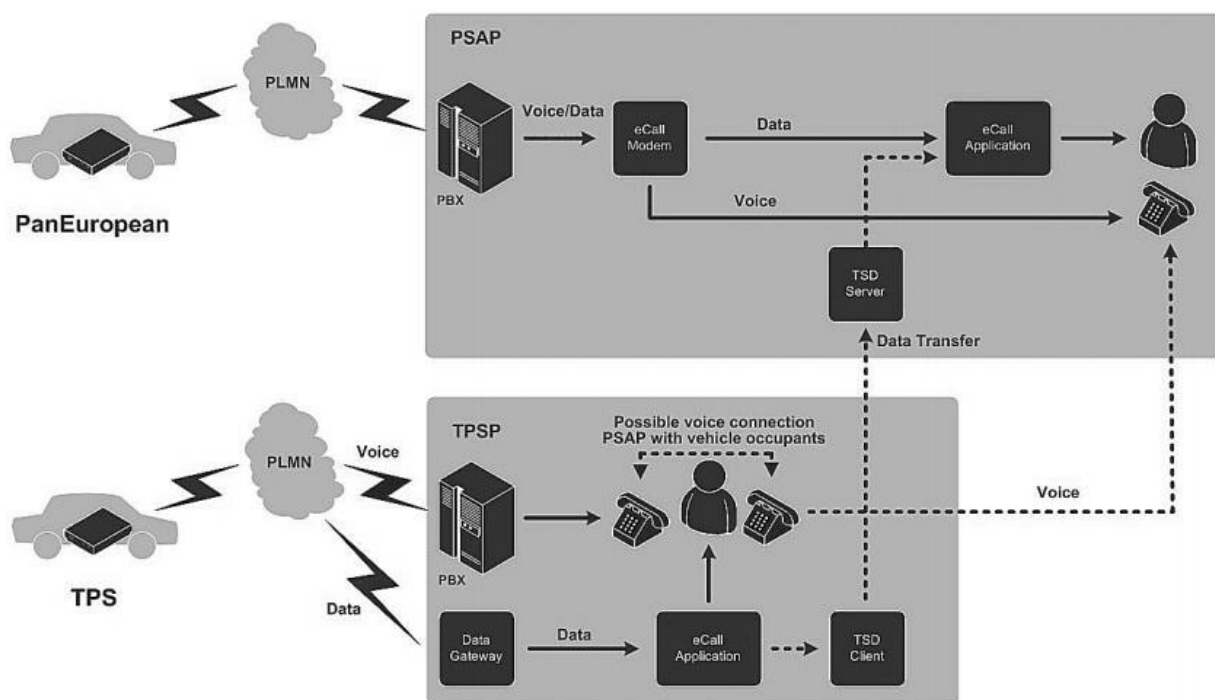 PSAP
PLMN
Voice/Data
eCall
Modem
Data
eCall
Application
PBX
PanEuropean
Voice
TSD
Server
Data Transfer
TPSP
Possible voice connection
PSAP with vehicle occupants
PLMN
Voice
Voice
PBX
TPS
Data
Data
Gateway
Data
eCall
Application
TSD
Client